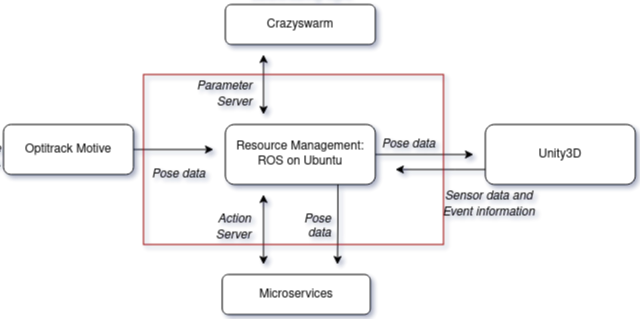 Crazyswarm
Parameter
Server
Optitrack Motive
Pose data
Resource Management:
ROS on Ubuntu
Pose data
Unity3D
Sensor data and
Event information
Action
Server
Pose
data
Microservices